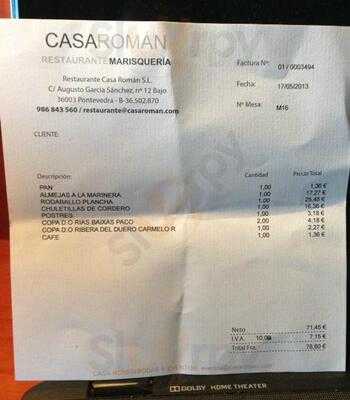 CASAROMAN
RESTAURANTE MARISQUERÍA
Restaurante Casa Román S.L.
C/ Augusto García Sánchez, nº 12 Bajo
36003 Pontevedra - B-36.502.870
986 843 560 / restaurante@casaroman.com
Factura Nº: 01 / 0003494
Fecha: 17/05/2013
Nº Mesa: M16
CLIENTE:
Descripción: Cantidad Precio Total
PAN 1,00 1,36 €
ALMEJAS A LA MARINERA 1,00 17,27 €
RODABALLO PLANCHA 1,00 25,45 €
CHULETILLAS DE CORDERO 1,00 16,36 €
POSTRES 1,00 3,18 €
COPA D.O RIAS BAIXAS PACO 2,00 4,18 €
COPA D.O RIBERA DEL DUERO CARMELO R 1,00 2,27 €
CAFE 1,00 1,36 €
Neto 71,45 €
I.V.A 10,00 7,15 €
Total Fra. 78,60 €
DOLBY HOME THEATER